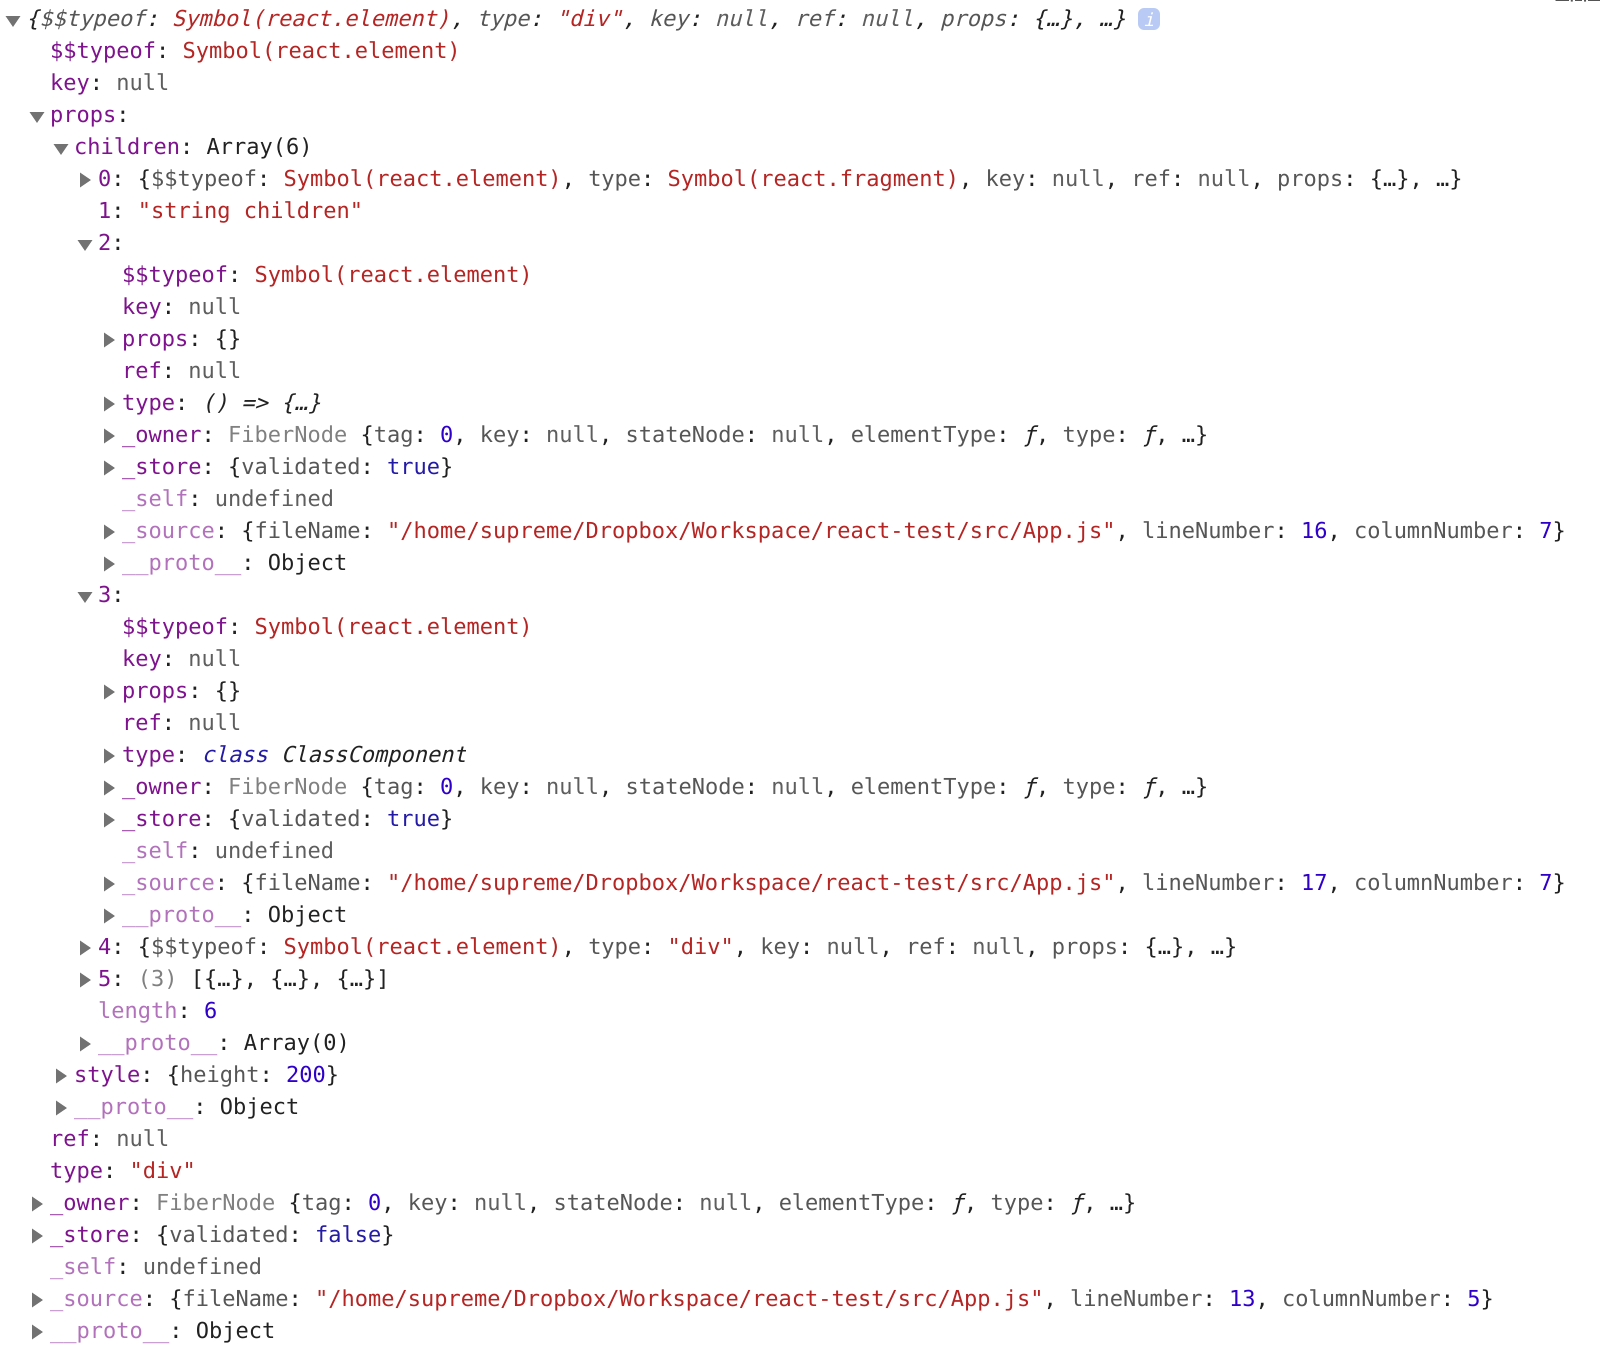 {$$typeof: Symbol(react.element), type: "div", key: null, ref: null, props: {…}, …} i
$$typeof: Symbol(react.element)
key: null
props:
children: Array(6)
0: {$$typeof: Symbol(react.element), type: Symbol(react.fragment), key: null, ref: null, props: {…}, …}
1: "string children"
2:
$$typeof: Symbol(react.element)
key: null
props: {}
ref: null
type: () => {…}
_owner: FiberNode {tag: 0, key: null, stateNode: null, elementType: ƒ, type: ƒ, …}
_store: {validated: true}
_self: undefined
_source: {fileName: "/home/supreme/Dropbox/Workspace/react-test/src/App.js", lineNumber: 16, columnNumber: 7}
__proto__: Object
3:
$$typeof: Symbol(react.element)
key: null
props: {}
ref: null
type: class ClassComponent
_owner: FiberNode {tag: 0, key: null, stateNode: null, elementType: ƒ, type: ƒ, …}
_store: {validated: true}
_self: undefined
_source: {fileName: "/home/supreme/Dropbox/Workspace/react-test/src/App.js", lineNumber: 17, columnNumber: 7}
__proto__: Object
4: {$$typeof: Symbol(react.element), type: "div", key: null, ref: null, props: {…}, …}
5: (3) [{…}, {…}, {…}]
length: 6
__proto__: Array(0)
style: {height: 200}
__proto__: Object
ref: null
type: "div"
_owner: FiberNode {tag: 0, key: null, stateNode: null, elementType: ƒ, type: ƒ, …}
_store: {validated: false}
_self: undefined
_source: {fileName: "/home/supreme/Dropbox/Workspace/react-test/src/App.js", lineNumber: 13, columnNumber: 5}
__proto__: Object